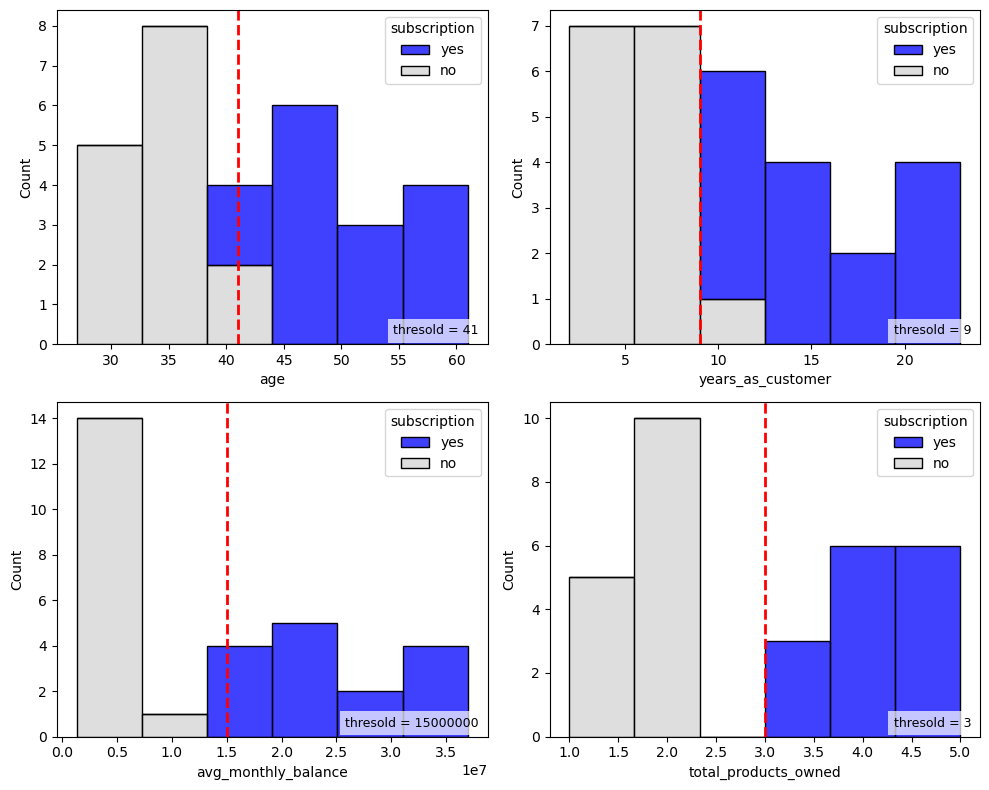 8
7
6
5
4
3
2
1
0
Count
subscription
yes
no
thresold = 41
30 35 40 45 50 55 60
age
7
6
5
4
3
2
1
0
Count
subscription
yes
no
thresold = 9
5 10 15 20
years_as_customer
14
12
10
8
6
4
2
0
Count
subscription
yes
no
thresold = 15000000
0.0 0.5 1.0 1.5 2.0 2.5 3.0 3.5
1e7
avg_monthly_balance
10
8
6
4
2
0
Count
subscription
yes
no
thresold = 3
1.0 1.5 2.0 2.5 3.0 3.5 4.0 4.5 5.0
total_products_owned